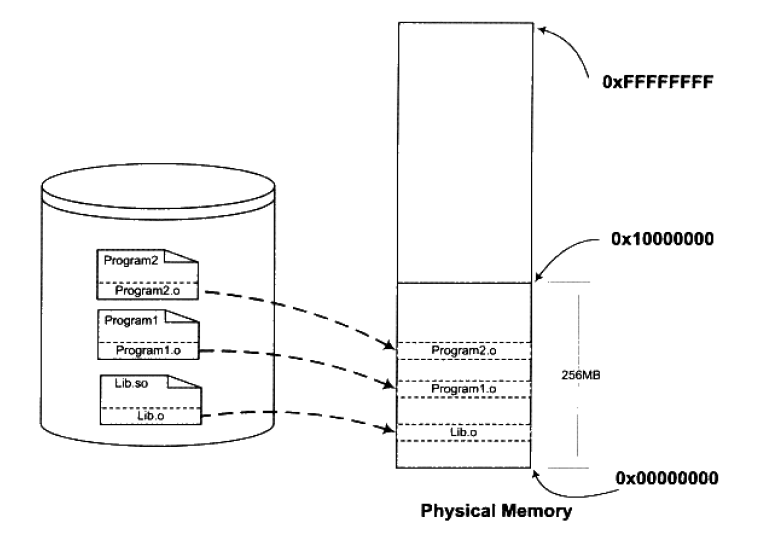 0xFFFFFFFF
0x10000000
Program2
Program2.o
Program1
Program1.o
Lib.so
Lib.o
Program2.o
Program1.o
Lib.o
256MB
0x00000000
Physical Memory